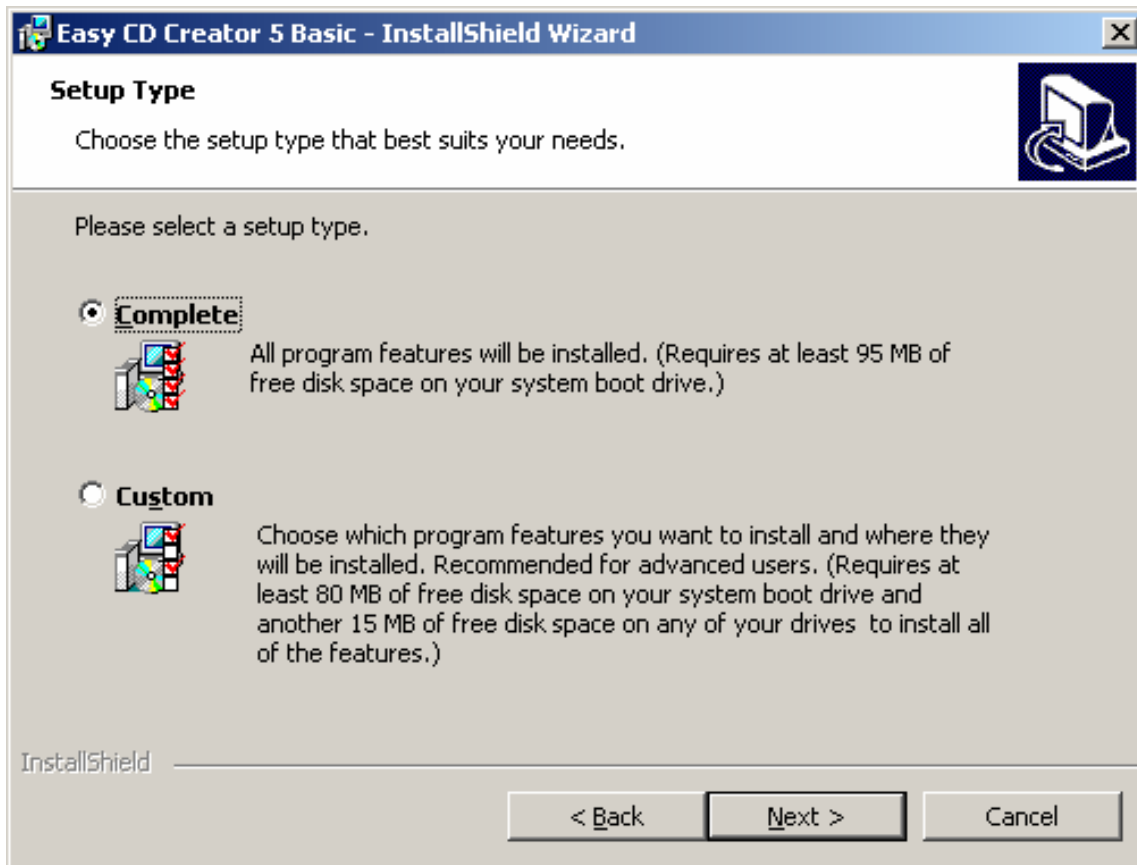 Easy CD Creator 5 Basic - InstallShield Wizard
Setup Type
Choose the setup type that best suits your needs.
Please select a setup type.
Complete
All program features will be installed. (Requires at least 95 MB of
free disk space on your system boot drive.)
Custom
Choose which program features you want to install and where they
will be installed. Recommended for advanced users. (Requires at
least 80 MB of free disk space on your system boot drive and
another 15 MB of free disk space on any of your drives  to install all
of the features.)
InstallShield
< Back Next > Cancel